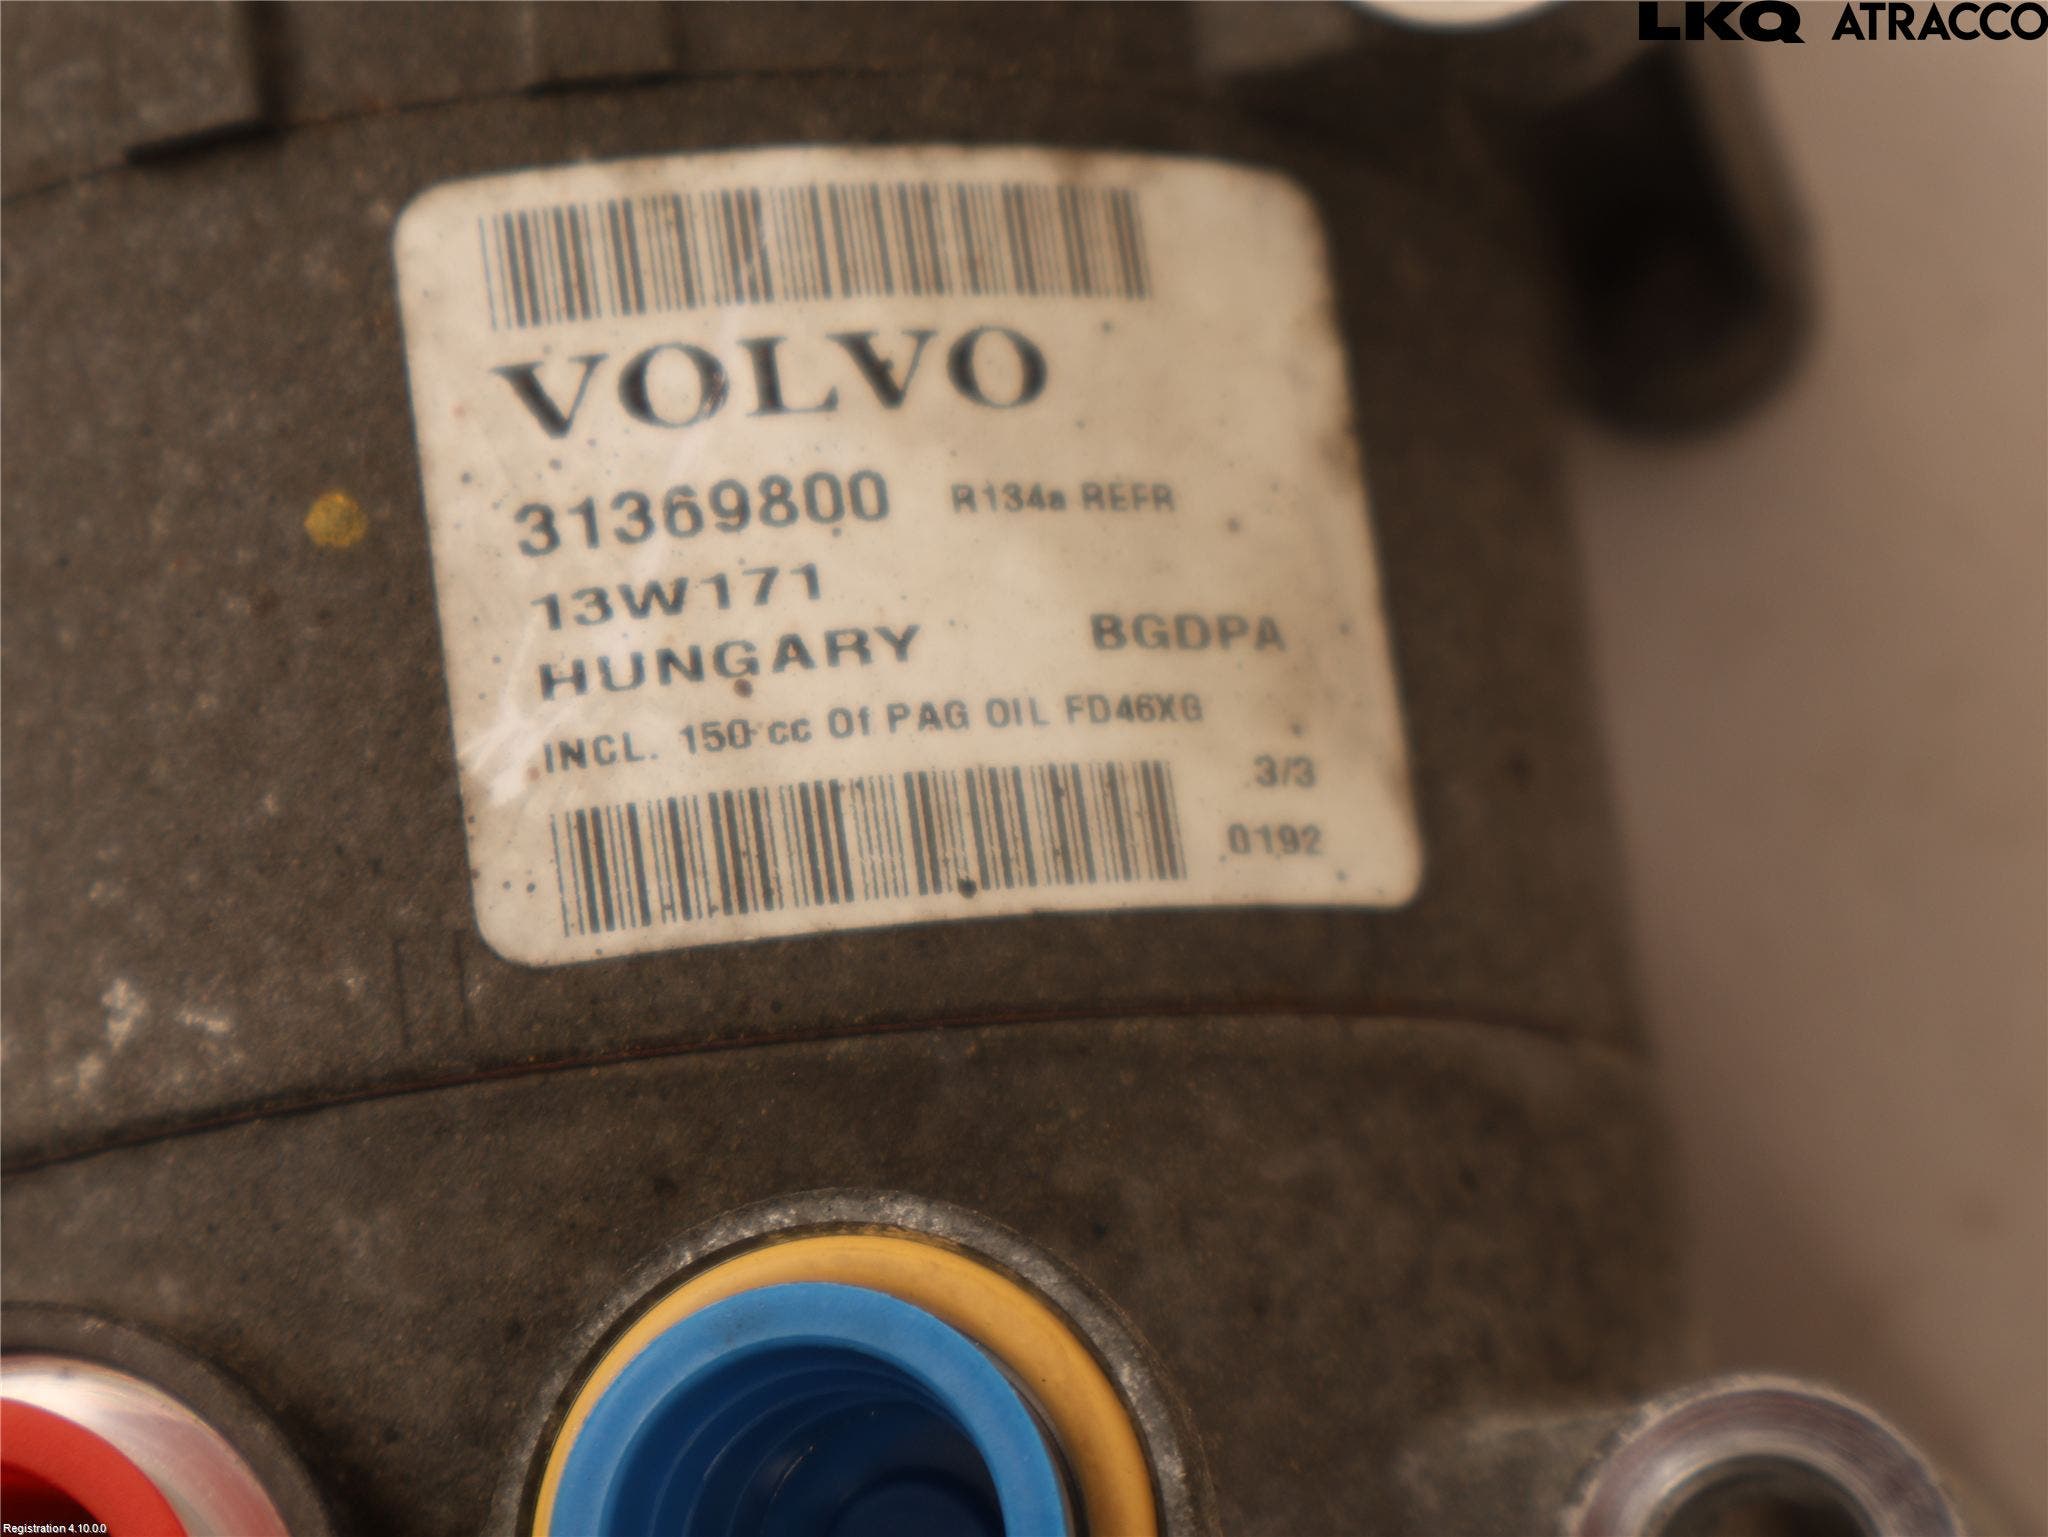 LKQ ATRACCO
VOLVO
31369800 R134a REFR
13W171
HUNGARY BGDPA
INCL. 150 cc Of PAG OIL FD46XG
3/3
0192
Registration 4.10.0.0